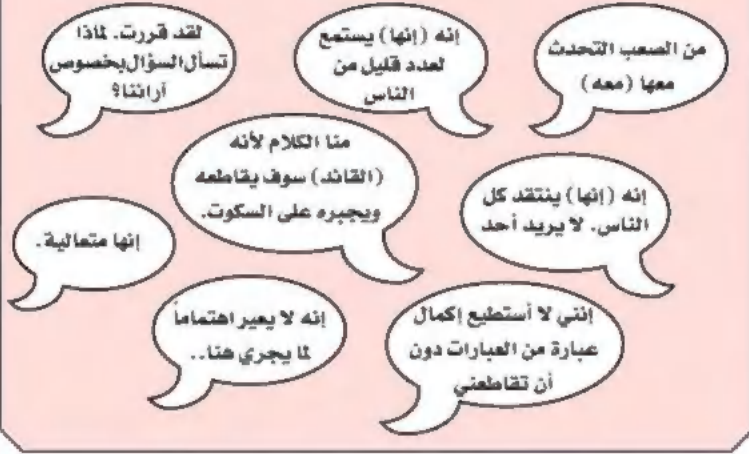 من الصعب التحدث
معها (معه)
إنه (إنها) يستمع
لعدد قليل من
الناس
لقد قررت. لماذا
تسأل السؤال بخصوص
آرائنا؟
إنه (إنها) ينتقد كل
الناس. لا يريد أحد
منا الكلام لأنه
(القائد) سوف يقاطعه
ويجبره على السكوت.
إنها متعالية.
إنني لا أستطيع إكمال
عبارة من العبارات دون
أن تقاطعني
إنه لا يعير اهتماماً
لما يجري هنا..